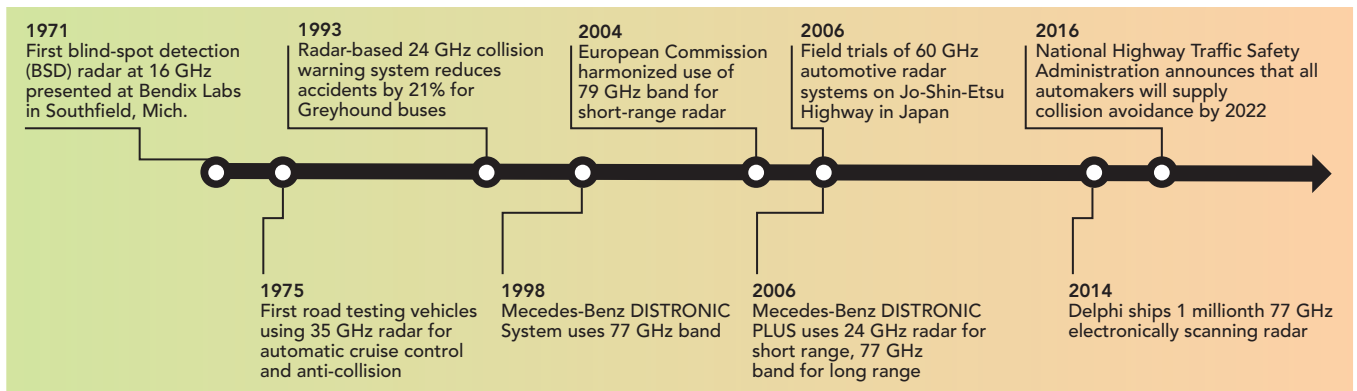 1971
First blind-spot detection
(BSD) radar at 16 GHz
presented at Bendix Labs
in Southfield, Mich.
1993
Radar-based 24 GHz collision
warning system reduces
accidents by 21% for
Greyhound buses
2004
European Commission
harmonized use of
79 GHz band for
short-range radar
2006
Field trials of 60 GHz
automotive radar
systems on Jo-Shin-Etsu
Highway in Japan
2016
National Highway Traffic Safety
Administration announces that all
automakers will supply
collision avoidance by 2022
1975
First road testing vehicles
using 35 GHz radar for
automatic cruise control
and anti-collision
1998
Mecedes-Benz DISTRONIC
System uses 77 GHz band
2006
Mecedes-Benz DISTRONIC
PLUS uses 24 GHz radar for
short range, 77 GHz
band for long range
2014
Delphi ships 1 millionth 77 GHz
electronically scanning radar